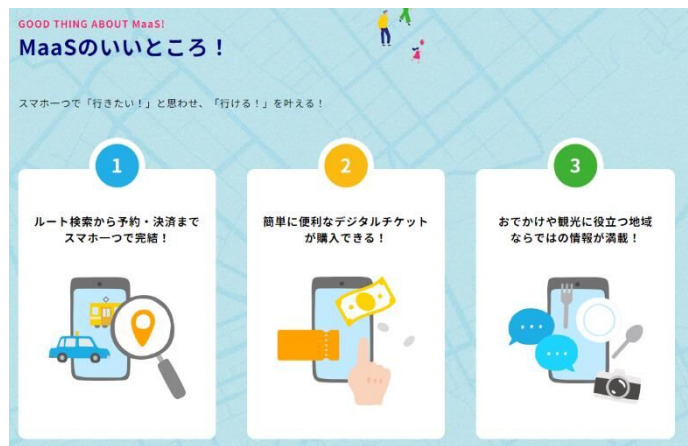 GOOD THING ABOUT MaaS!
MaaSのいいところ！
スマホ一つで「行きたい！」と思わせ、「行ける！」を叶える！
1
ルート検索から予約・決済まで
スマホ一つで完結！
2
簡単に便利なデジタルチケット
が購入できる！
3
おでかけや観光に役立つ地域
ならではの情報が満載！